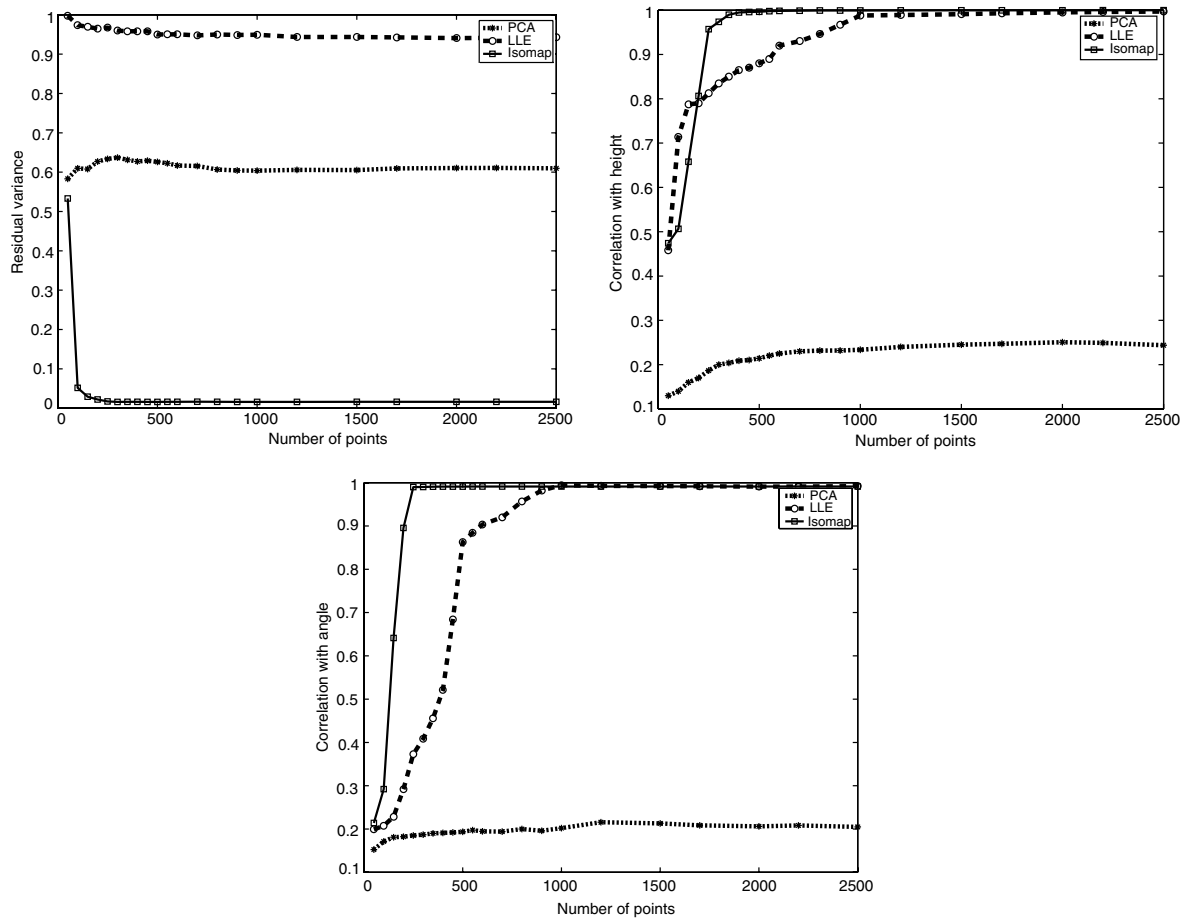 1
0.9
0.8
0.7
0.6
0.5
0.4
0.3
0.2
0.1
0
Residual variance
0 500 1000 1500 2000 2500
Number of points
PCA
LLE
Isomap
1
0.9
0.8
0.7
0.6
0.5
0.4
0.3
0.2
0.1
Correlation with height
0 500 1000 1500 2000 2500
Number of points
PCA
LLE
Isomap
1
0.9
0.8
0.7
0.6
0.5
0.4
0.3
0.2
0.1
Correlation with angle
0 500 1000 1500 2000 2500
Number of points
PCA
LLE
Isomap